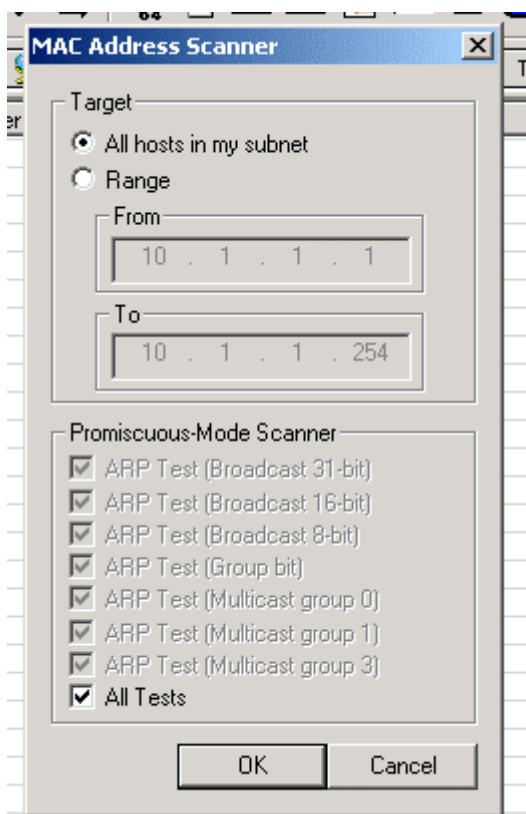 64
MAC Address Scanner
T
er
Target
All hosts in my subnet
Range
From
10 . 1 . 1 . 1
To
10 . 1 . 1 . 254
Promiscuous-Mode Scanner
ARP Test (Broadcast 31-bit)
ARP Test (Broadcast 16-bit)
ARP Test (Broadcast 8-bit)
ARP Test (Group bit)
ARP Test (Multicast group 0)
ARP Test (Multicast group 1)
ARP Test (Multicast group 3)
All Tests
OK
Cancel